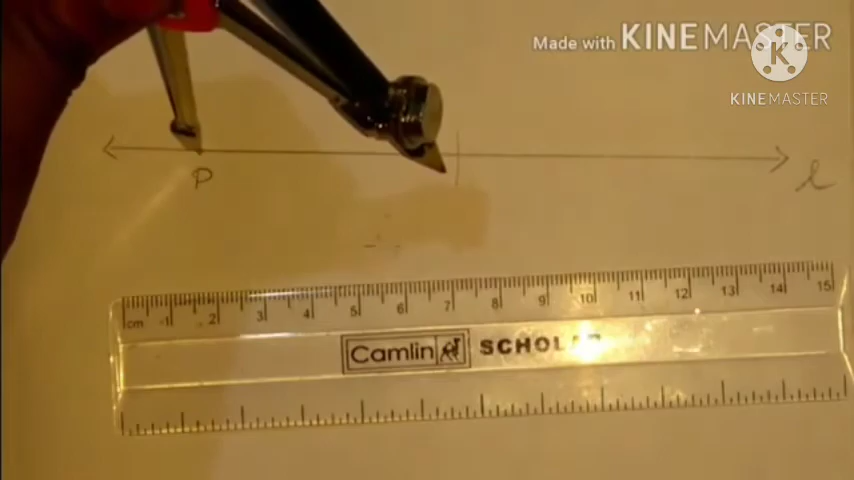 Made with KINEMASTER
K
KINEMASTER
P
l
cm 1 2 3 4 5 6 7 8 9 10 11 12 13 14 15
Camlin SCHOLAR